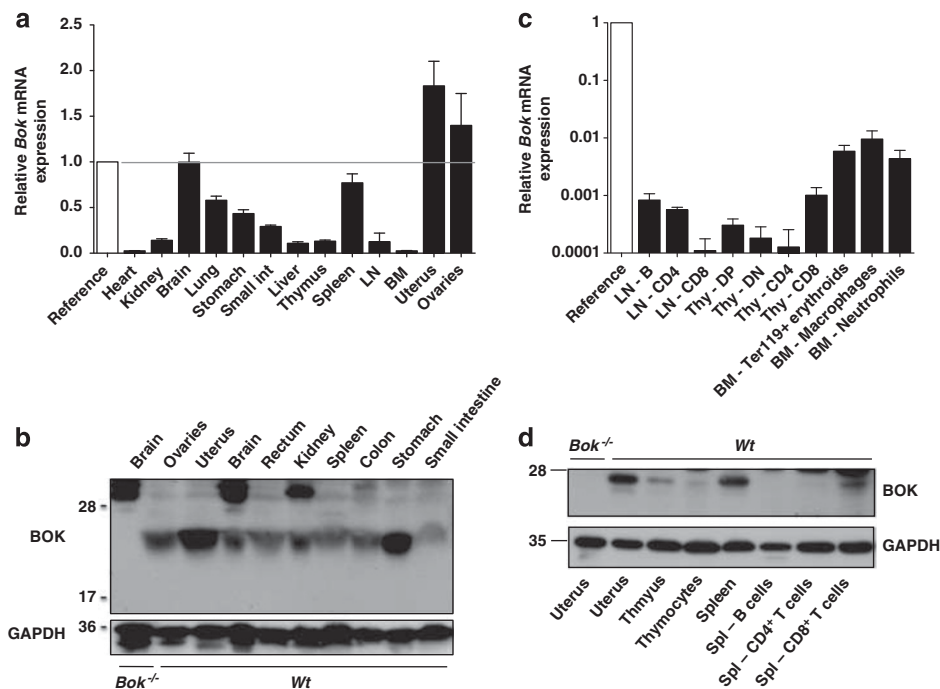 a
Relative Bok mRNA
expression
2.5
2.0
1.5
1.0
0.5
0.0
Reference
Heart
Kidney
Brain
Lung
Stomach
Small int
Liver
Thymus
Spleen
LN
BM
Uterus
Ovaries
c
Relative Bok mRNA
expression
1
0.1
0.01
0.001
0.0001
Reference
LN - B
LN - CD4
LN - CD8
Thy - DP
Thy - DN
Thy - CD4
Thy - CD8
BM - Ter119+ erythroids
BM - Macrophages
BM - Neutrophils
b
Brain
Ovaries
Uterus
Brain
Rectum
Kidney
Spleen
Colon
Stomach
Small intestine
28
BOK
17
GAPDH
36
Bok-/-
Wt
d
Bok-/-
Wt
28
BOK
35
GAPDH
Uterus
Uterus
Thmyus
Thymocytes
Spleen
Spl – B cells
Spl – CD4+ T cells
Spl – CD8+ T cells